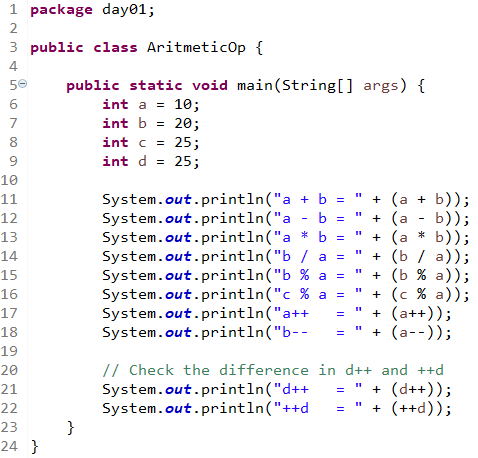 1 package day01;
2
3 public class AritmeticOp {
4
5 public static void main(String[] args) {
6 int a = 10;
7 int b = 20;
8 int c = 25;
9 int d = 25;
10
11 System.out.println("a + b = " + (a + b));
12 System.out.println("a - b = " + (a - b));
13 System.out.println("a * b = " + (a * b));
14 System.out.println("b / a = " + (b / a));
15 System.out.println("b % a = " + (b % a));
16 System.out.println("c % a = " + (c % a));
17 System.out.println("a++   = " + (a++));
18 System.out.println("b--   = " + (a--));
19
20 // Check the difference in d++ and ++d
21 System.out.println("d++   = " + (d++));
22 System.out.println("++d   = " + (++d));
23 }
24 }